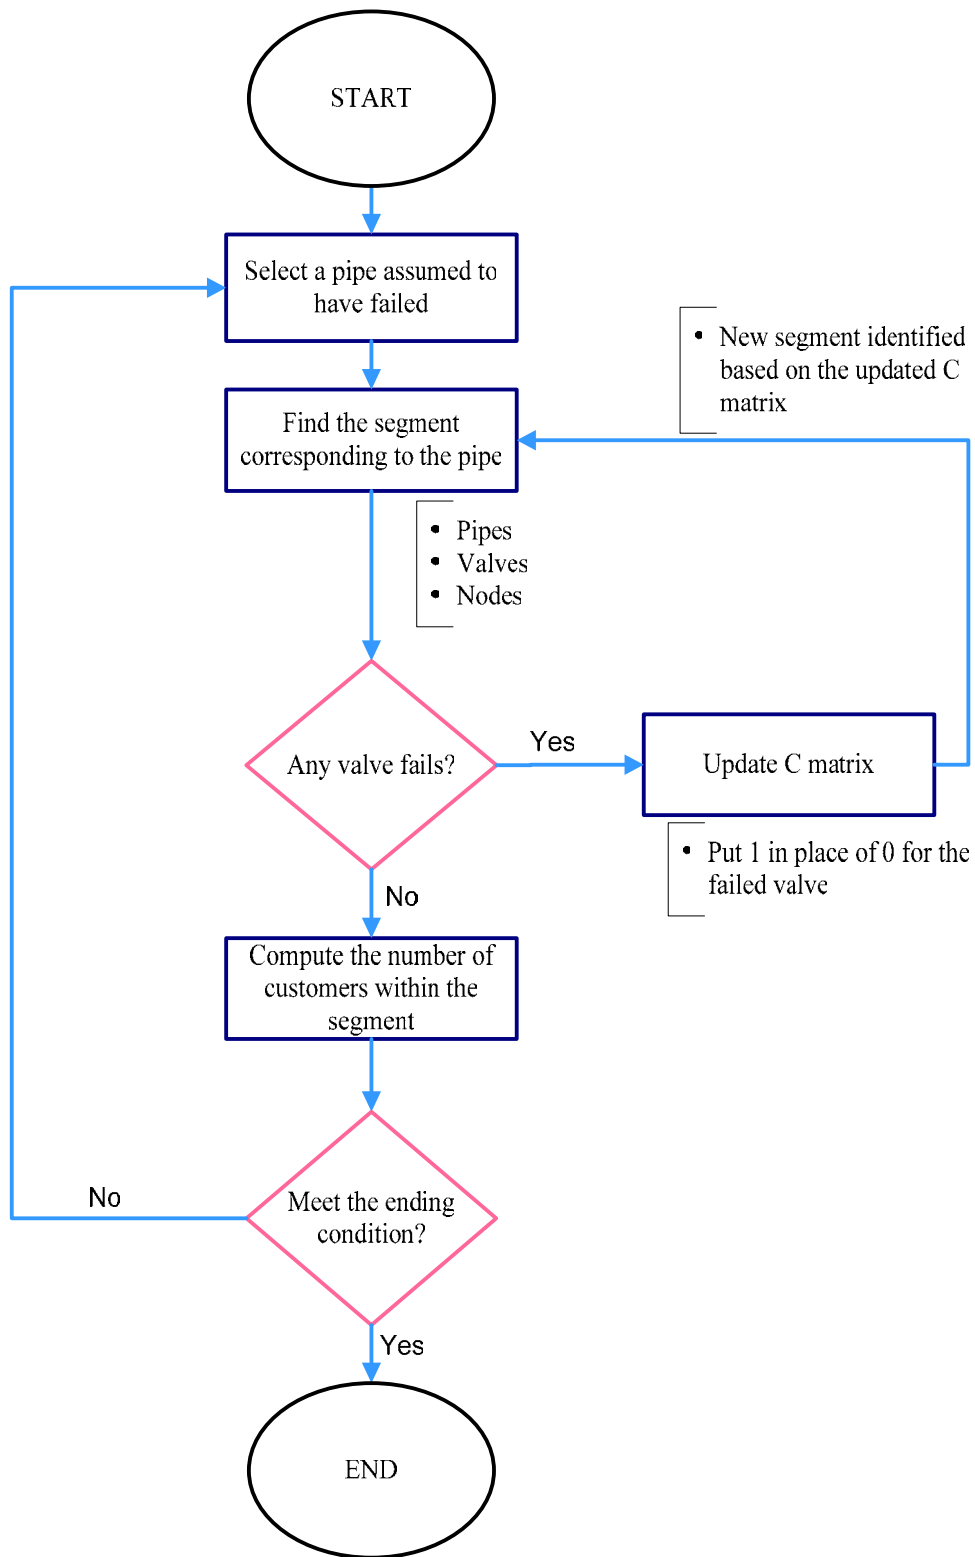 START
Select a pipe assumed to
have failed
• New segment identified
based on the updated C
matrix
Find the segment
corresponding to the pipe
• Pipes
• Valves
• Nodes
Any valve fails?
Yes
Update C matrix
• Put 1 in place of 0 for the
failed valve
No
Compute the number of
customers within the
segment
Meet the ending
condition?
No
Yes
END